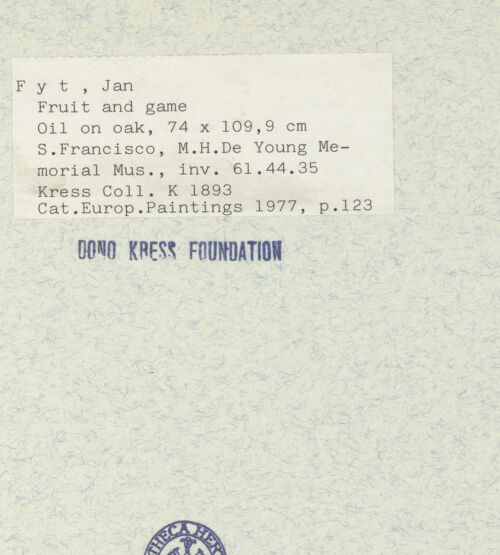 F y t , Jan
Fruit and game
Oil on oak, 74 x 109,9 cm
S.Francisco, M.H.De Young Me-
morial Mus., inv. 61.44.35
Kress Coll. K 1893
Cat.Europ.Paintings 1977, p.123
DONO KRESS FOUNDATION